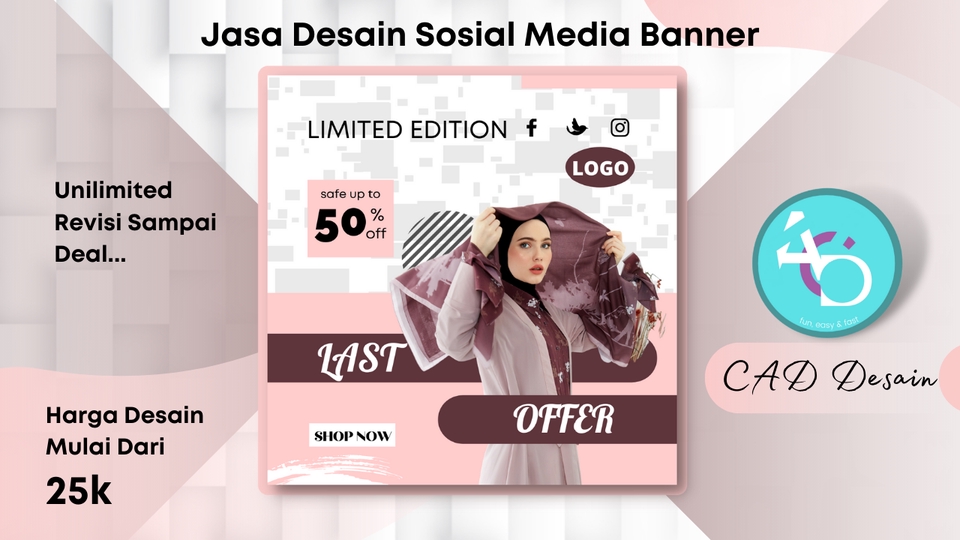 Jasa Desain Sosial Media Banner
LIMITED EDITION
LOGO
safe up to
50%
off
Unilimited
Revisi Sampai
Deal...
LAST
OFFER
SHOP NOW
Harga Desain
Mulai Dari
25k
fun, easy & fast
CAD Desain